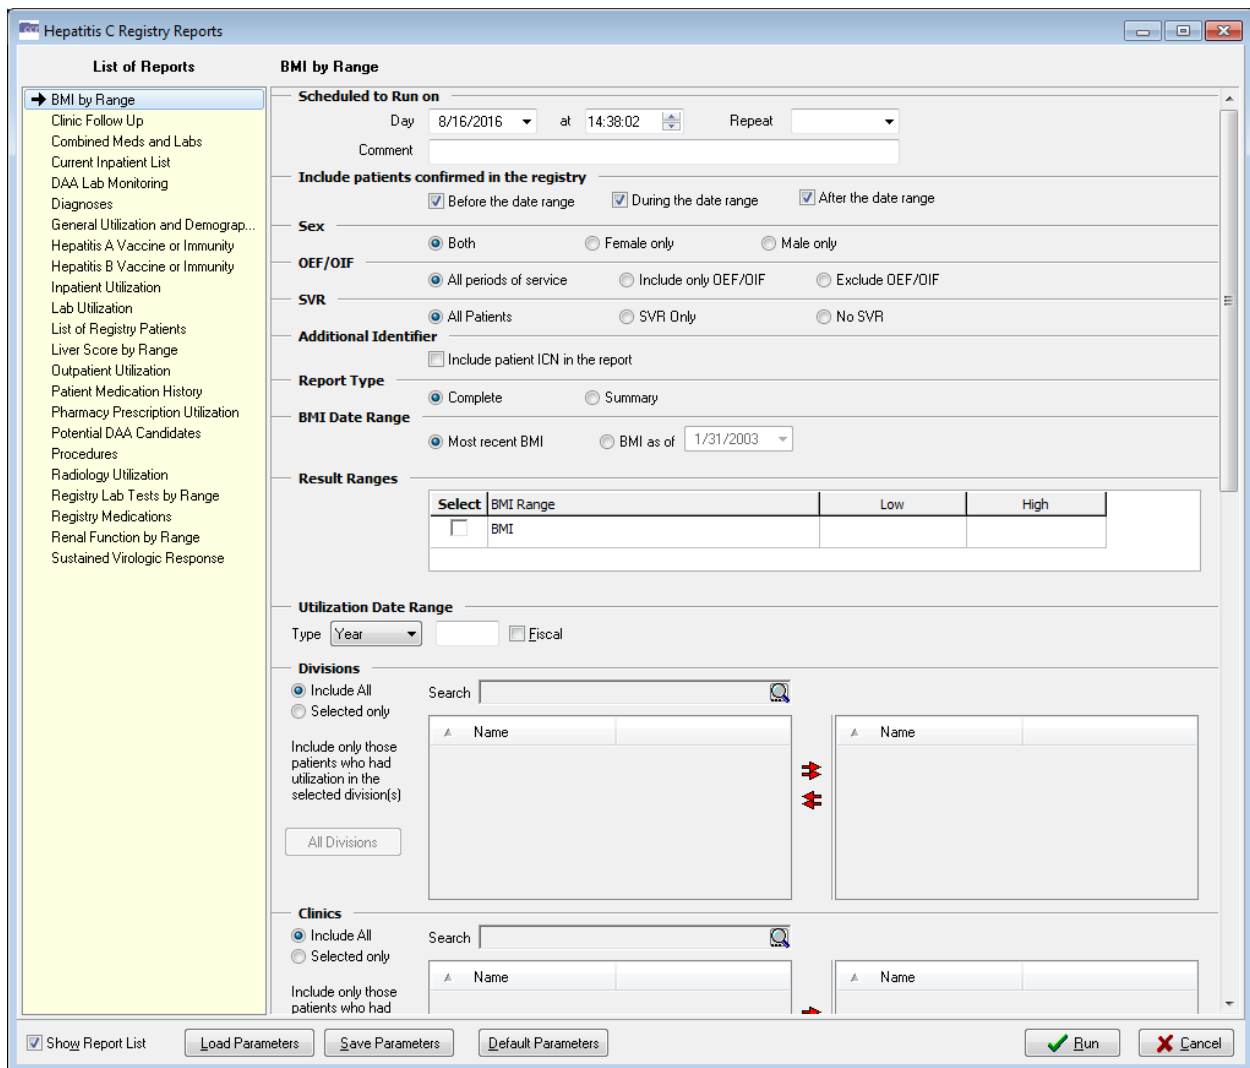 ccr Hepatitis C Registry Reports
List of Reports
BMI by Range
Clinic Follow Up
Combined Meds and Labs
Current Inpatient List
DAA Lab Monitoring
Diagnoses
General Utilization and Demograp...
Hepatitis A Vaccine or Immunity
Hepatitis B Vaccine or Immunity
Inpatient Utilization
Lab Utilization
List of Registry Patients
Liver Score by Range
Outpatient Utilization
Patient Medication History
Pharmacy Prescription Utilization
Potential DAA Candidates
Procedures
Radiology Utilization
Registry Lab Tests by Range
Registry Medications
Renal Function by Range
Sustained Virologic Response
BMI by Range
Scheduled to Run on
Day 8/16/2016 at 14:38:02 Repeat
Comment
Include patients confirmed in the registry
Before the date range During the date range After the date range
Sex
Both Female only Male only
OEF/OIF
All periods of service Include only OEF/OIF Exclude OEF/OIF
SVR
All Patients SVR Only No SVR
Additional Identifier
Include patient ICN in the report
Report Type
Complete Summary
BMI Date Range
Most recent BMI BMI as of 1/31/2003
Result Ranges
Select BMI Range Low High
BMI
Utilization Date Range
Type Year Fiscal
Divisions
Include All Search
Selected only
Name Name
Include only those
patients who had
utilization in the
selected division(s)
All Divisions
Clinics
Include All Search
Selected only
Name Name
Include only those
patients who had
Show Report List Load Parameters Save Parameters Default Parameters Run Cancel